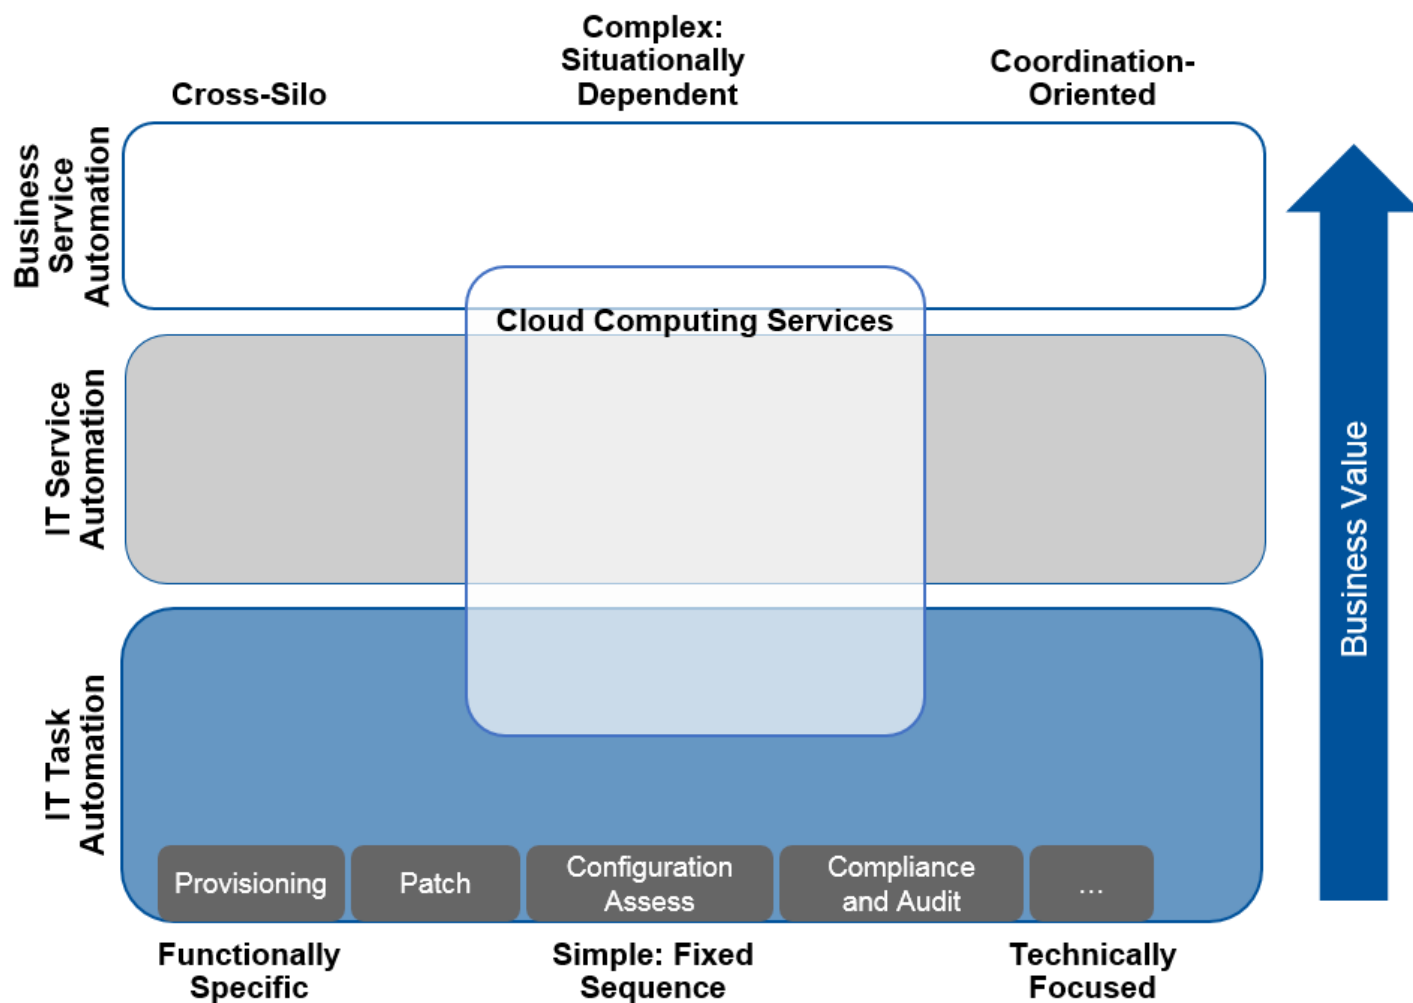 Cross-Silo
Complex:
Situationally
Dependent
Coordination-
Oriented
Business
Service
Automation
Cloud Computing Services
IT Service
Automation
Business Value
IT Task
Automation
Provisioning
Patch
Configuration
Assess
Compliance
and Audit
...
Functionally
Specific
Simple: Fixed
Sequence
Technically
Focused